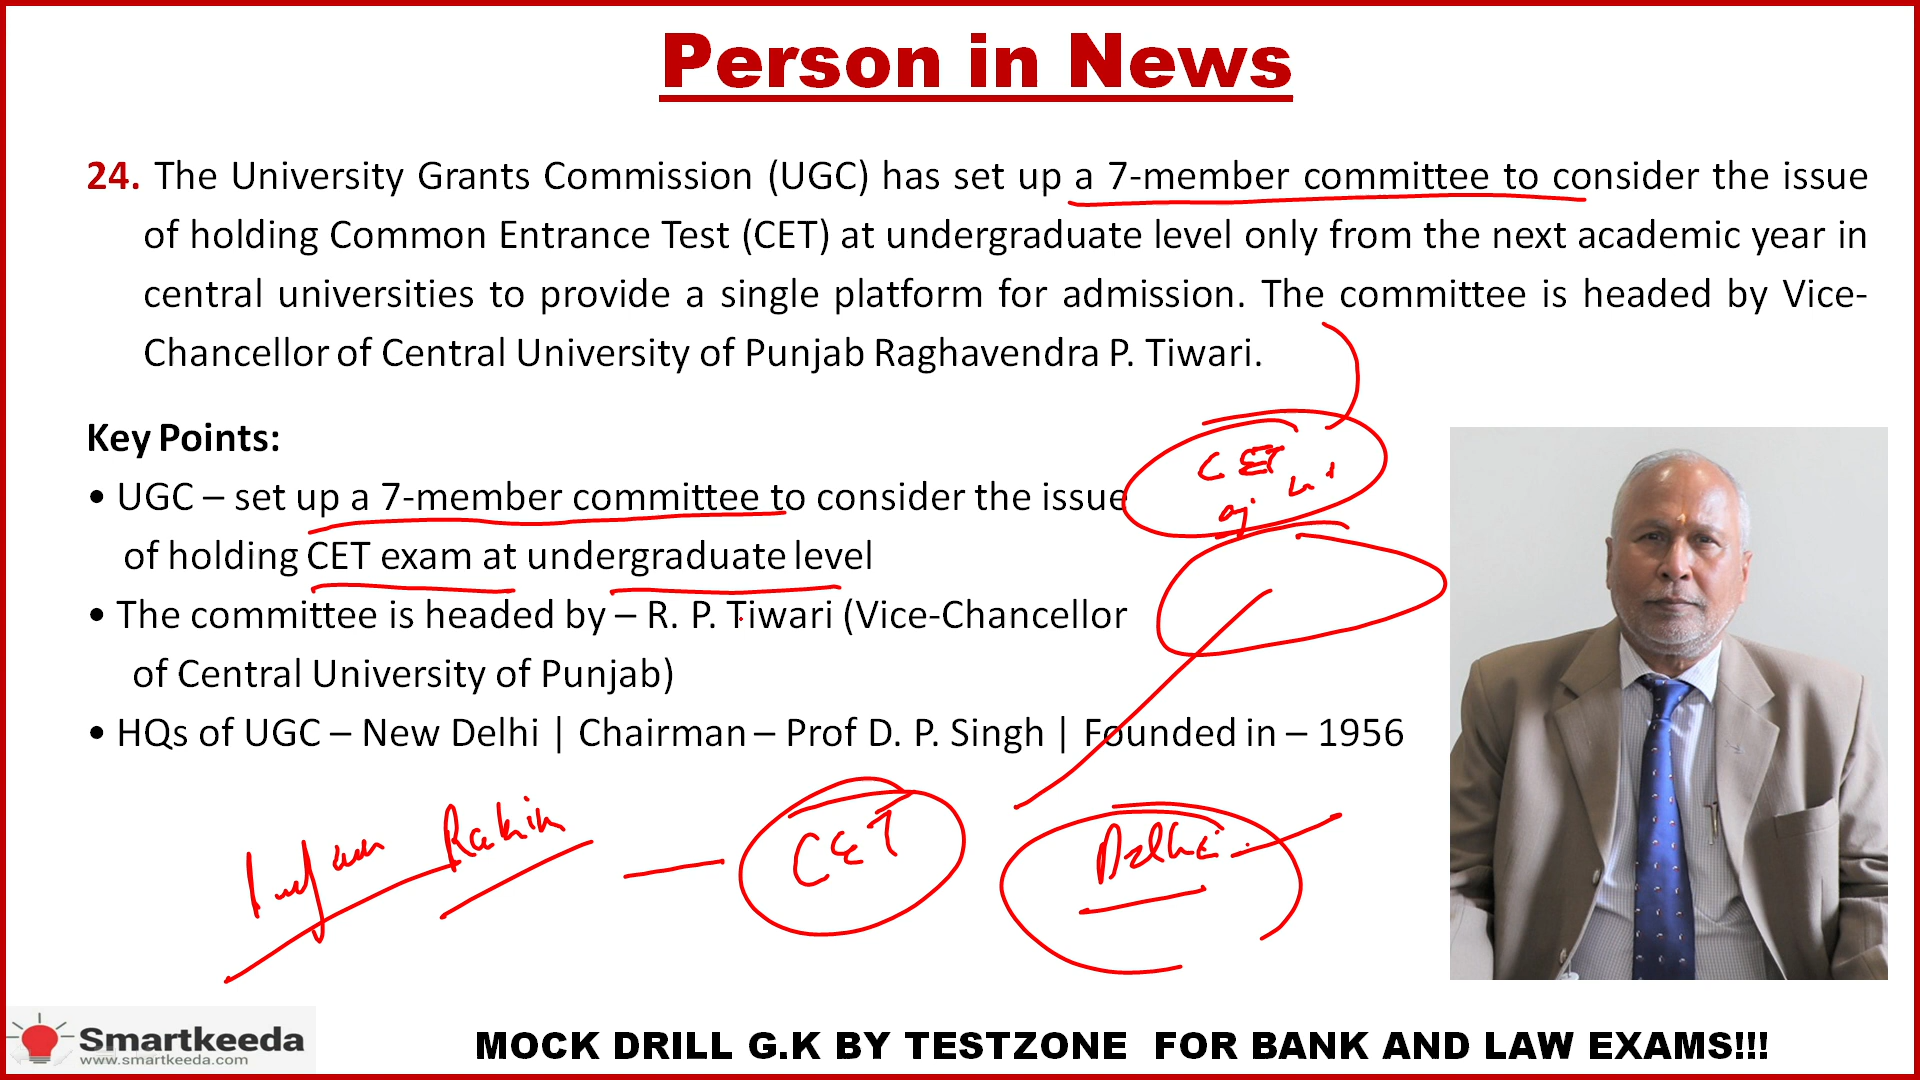 Person in News
24. The University Grants Commission (UGC) has set up a 7-member committee to consider the issue
of holding Common Entrance Test (CET) at undergraduate level only from the next academic year in
central universities to provide a single platform for admission. The committee is headed by Vice-
Chancellor of Central University of Punjab Raghavendra P. Tiwari.
Key Points:
• UGC – set up a 7-member committee to consider the issue
of holding CET exam at undergraduate level
• The committee is headed by – R. P. Tiwari (Vice-Chancellor
of Central University of Punjab)
• HQs of UGC – New Delhi | Chairman – Prof D. P. Singh | Founded in – 1956
CET
CET
Delhi
Smartkeeda
www.smartkeeda.com
MOCK DRILL G.K BY TESTZONE FOR BANK AND LAW EXAMS!!!